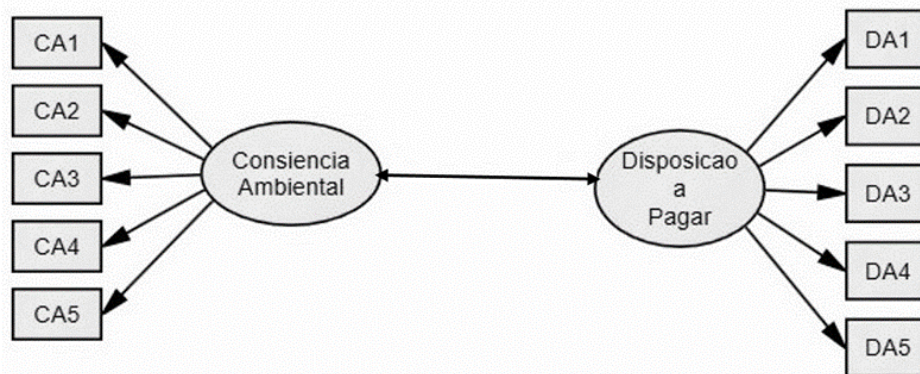 CA1
CA2
CA3
CA4
CA5
Consiencia
Ambiental
Disposicao
a
Pagar
DA1
DA2
DA3
DA4
DA5